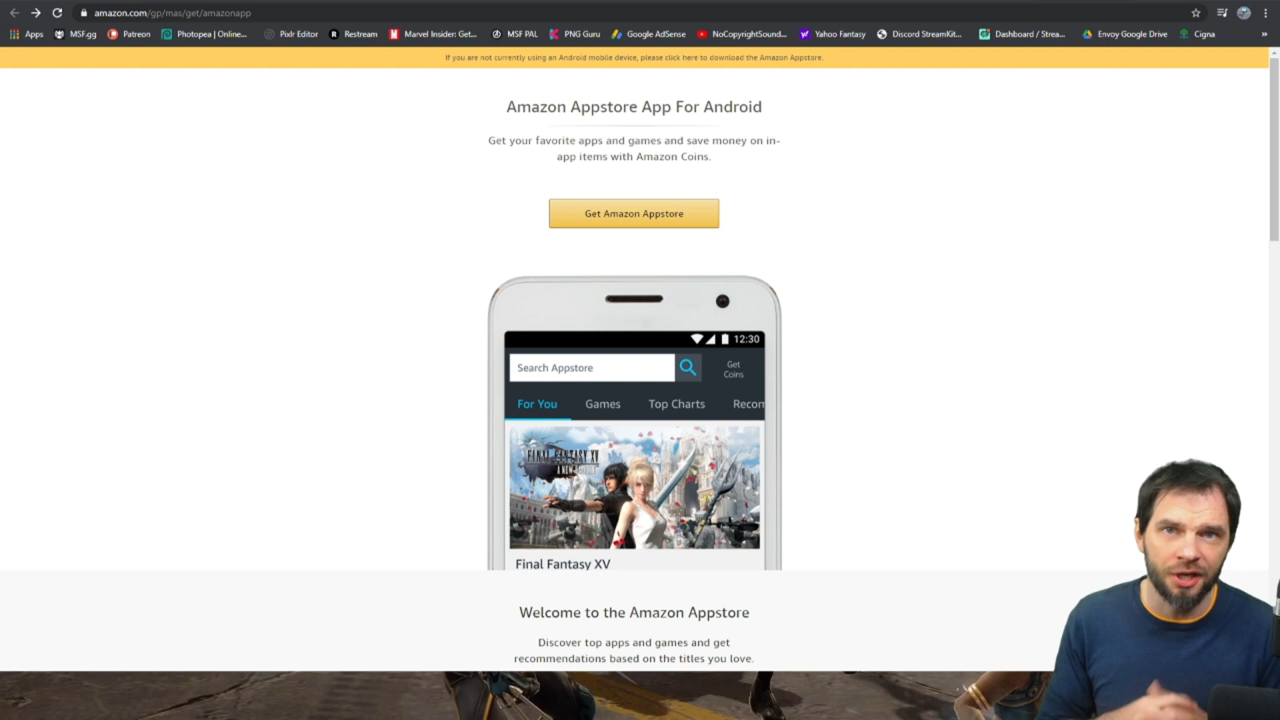 amazon.com/gp/mas/get/amazonapp
Apps MSF.gg Patreon Photopea | Online... Pixlr Editor Restream Marvel Insider: Get... MSF PAL PNG Guru Google AdSense NoCopyrightSound... Yahoo Fantasy Discord StreamKit... Dashboard / Strea... Envoy Google Drive Cigna »
If you are not currently using an Android mobile device, please click here to download the Amazon Appstore.
Amazon Appstore App For Android
Get your favorite apps and games and save money on in-
app items with Amazon Coins.
Get Amazon Appstore
12:30
Search Appstore
Get
Coins
For You Games Top Charts Recom
FINAL FANTASY XV
A NEW EMPIRE
Final Fantasy XV
Welcome to the Amazon Appstore
Discover top apps and games and get
recommendations based on the titles you love.